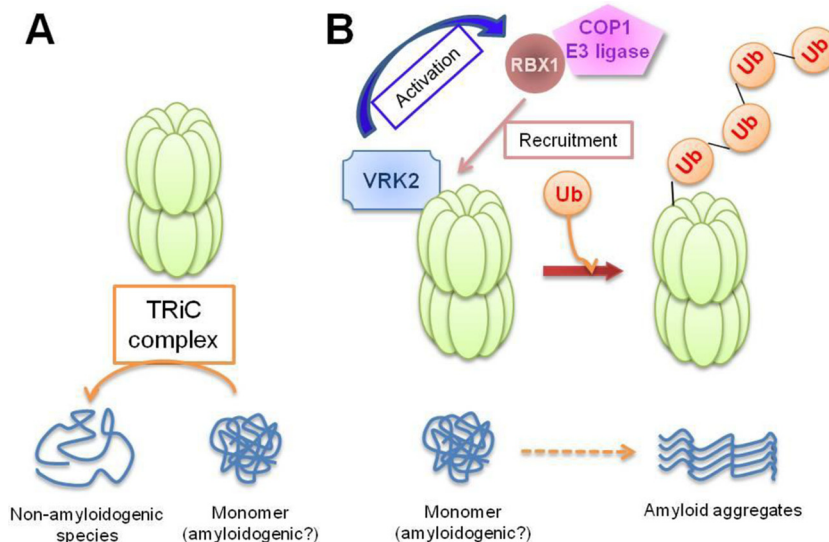 A
TRiC
complex
Non-amyloidogenic
species
Monomer
(amyloidogenic?)
B
Activation
RBX1
COP1
E3 ligase
Recruitment
VRK2
Ub
Ub
Ub
Ub
Ub
Monomer
(amyloidogenic?)
Amyloid aggregates